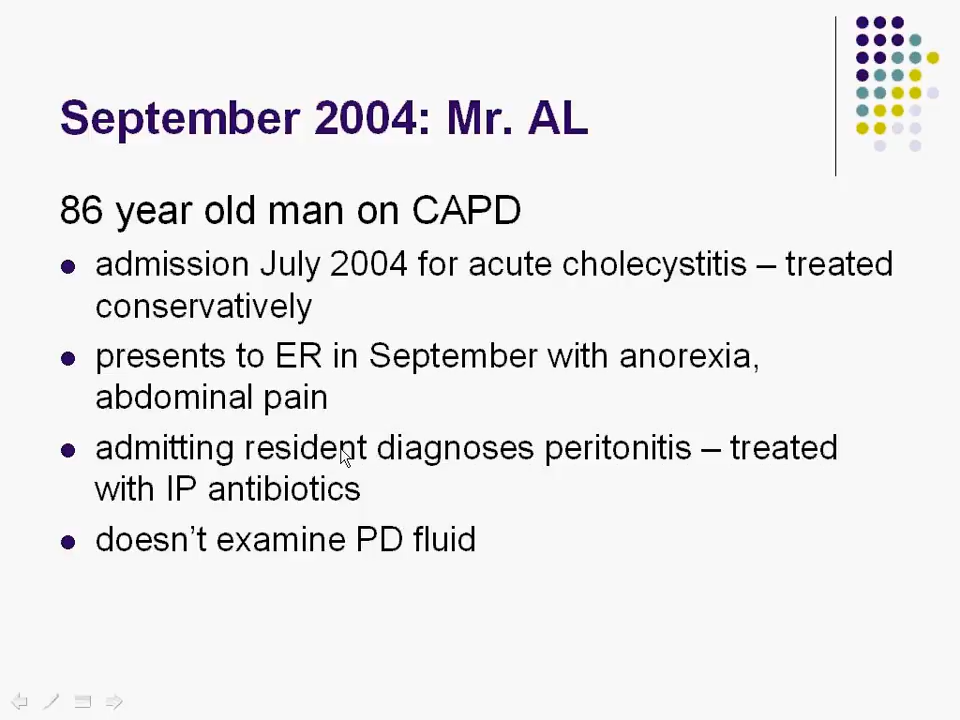 September 2004: Mr. AL
86 year old man on CAPD
admission July 2004 for acute cholecystitis – treated
conservatively
presents to ER in September with anorexia,
abdominal pain
admitting resident diagnoses peritonitis – treated
with IP antibiotics
doesn't examine PD fluid